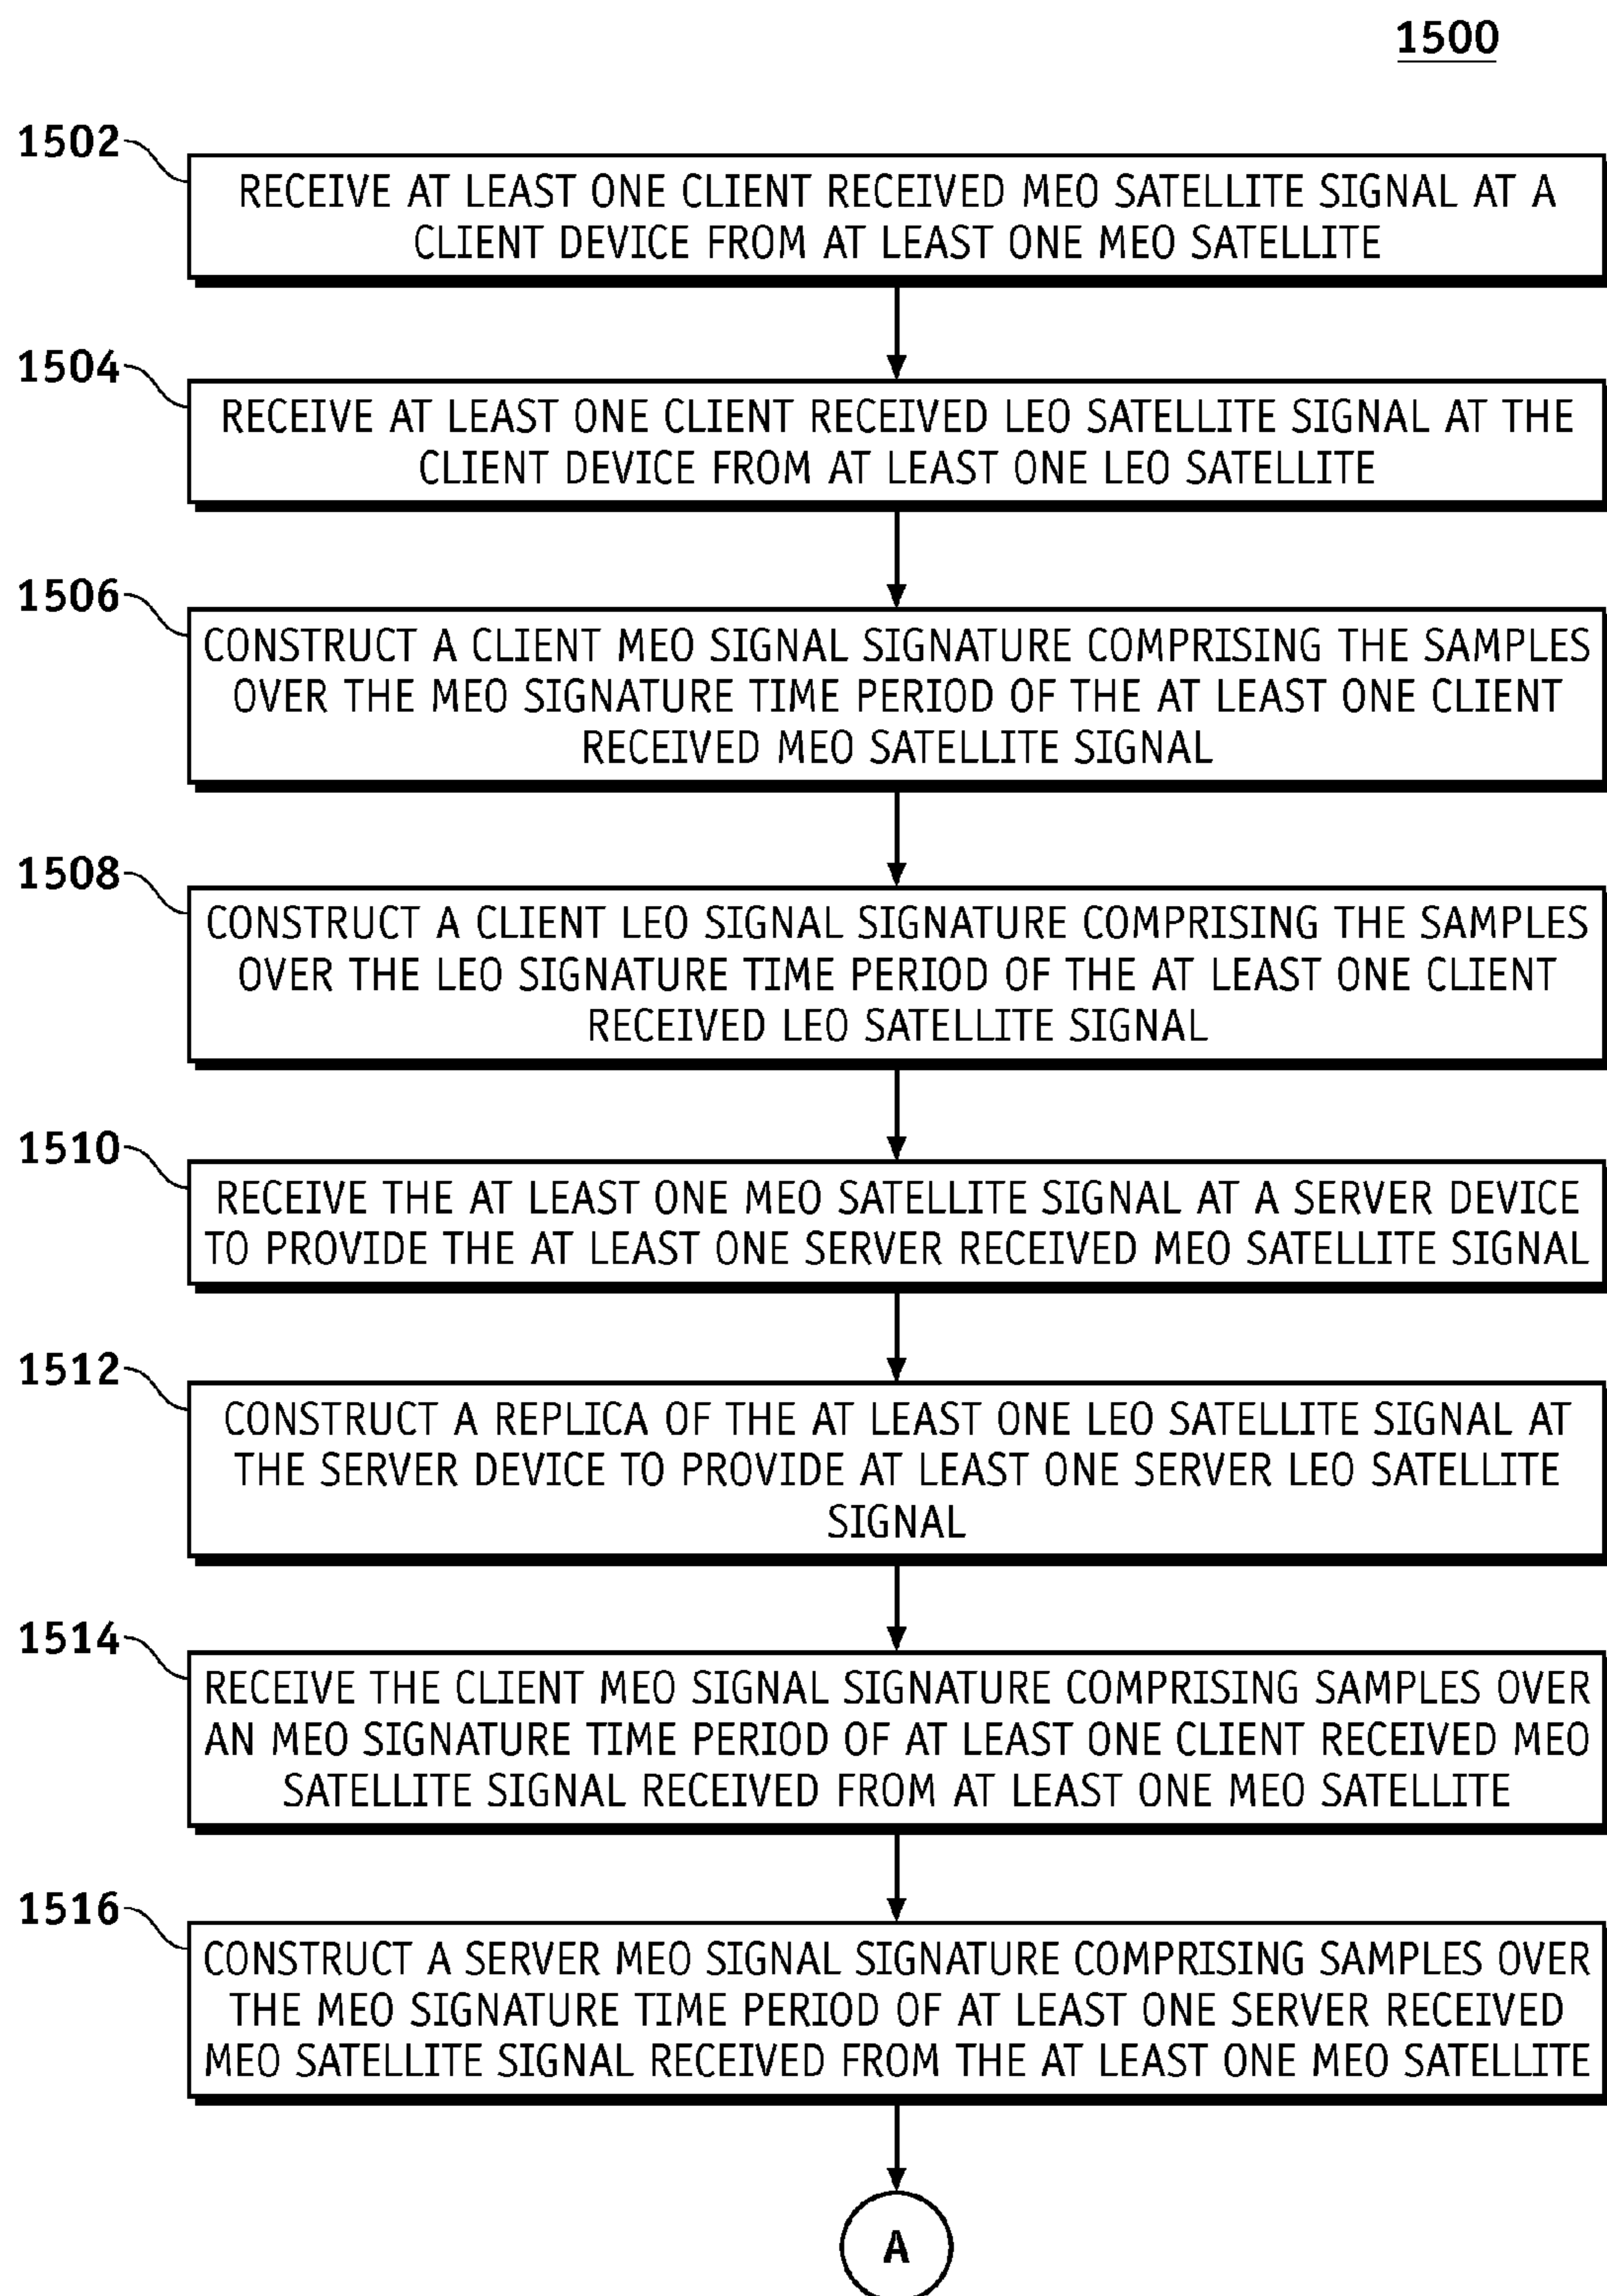 1500
1502
RECEIVE AT LEAST ONE CLIENT RECEIVED MEO SATELLITE SIGNAL AT A
CLIENT DEVICE FROM AT LEAST ONE MEO SATELLITE
1504
RECEIVE AT LEAST ONE CLIENT RECEIVED LEO SATELLITE SIGNAL AT THE
CLIENT DEVICE FROM AT LEAST ONE LEO SATELLITE
1506
CONSTRUCT A CLIENT MEO SIGNAL SIGNATURE COMPRISING THE SAMPLES
OVER THE MEO SIGNATURE TIME PERIOD OF THE AT LEAST ONE CLIENT
RECEIVED MEO SATELLITE SIGNAL
1508
CONSTRUCT A CLIENT LEO SIGNAL SIGNATURE COMPRISING THE SAMPLES
OVER THE LEO SIGNATURE TIME PERIOD OF THE AT LEAST ONE CLIENT
RECEIVED LEO SATELLITE SIGNAL
1510
RECEIVE THE AT LEAST ONE MEO SATELLITE SIGNAL AT A SERVER DEVICE
TO PROVIDE THE AT LEAST ONE SERVER RECEIVED MEO SATELLITE SIGNAL
1512
CONSTRUCT A REPLICA OF THE AT LEAST ONE LEO SATELLITE SIGNAL AT
THE SERVER DEVICE TO PROVIDE AT LEAST ONE SERVER LEO SATELLITE
SIGNAL
1514
RECEIVE THE CLIENT MEO SIGNAL SIGNATURE COMPRISING SAMPLES OVER
AN MEO SIGNATURE TIME PERIOD OF AT LEAST ONE CLIENT RECEIVED MEO
SATELLITE SIGNAL RECEIVED FROM AT LEAST ONE MEO SATELLITE
1516
CONSTRUCT A SERVER MEO SIGNAL SIGNATURE COMPRISING SAMPLES OVER
THE MEO SIGNATURE TIME PERIOD OF AT LEAST ONE SERVER RECEIVED
MEO SATELLITE SIGNAL RECEIVED FROM THE AT LEAST ONE MEO SATELLITE
A